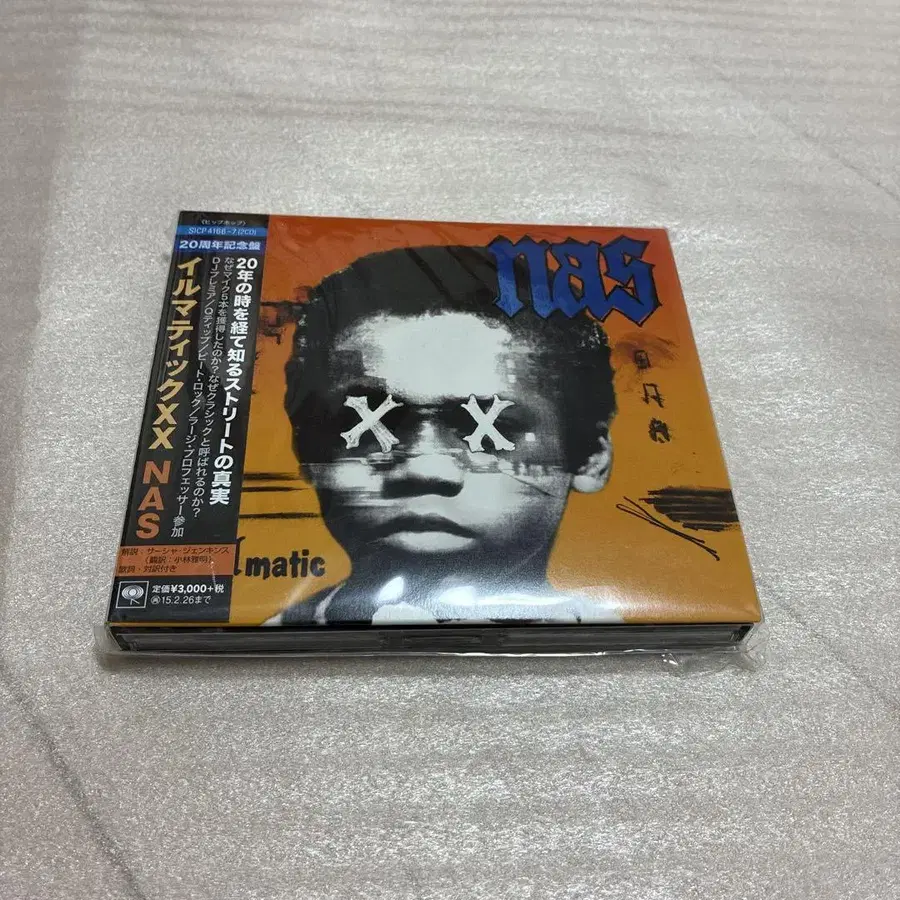 (ヒップホップ)
SICP 4166-7(2CD)
20周年記念盤
20年の時を経て知るストリートの真実
なぜマイク5本を獲得したのか?なぜクラシックと呼ばれるのか?
DJプレミア/Qティップ/ピート・ロック/ラージ・プロフェッサー参加
イルマティックXX NAS
解説:サーシャ・ジェンキンス
(翻訳:小林雅明)
歌詞・対訳付き
定価¥3,000+税
15.2.26まで
nas
XX
matic